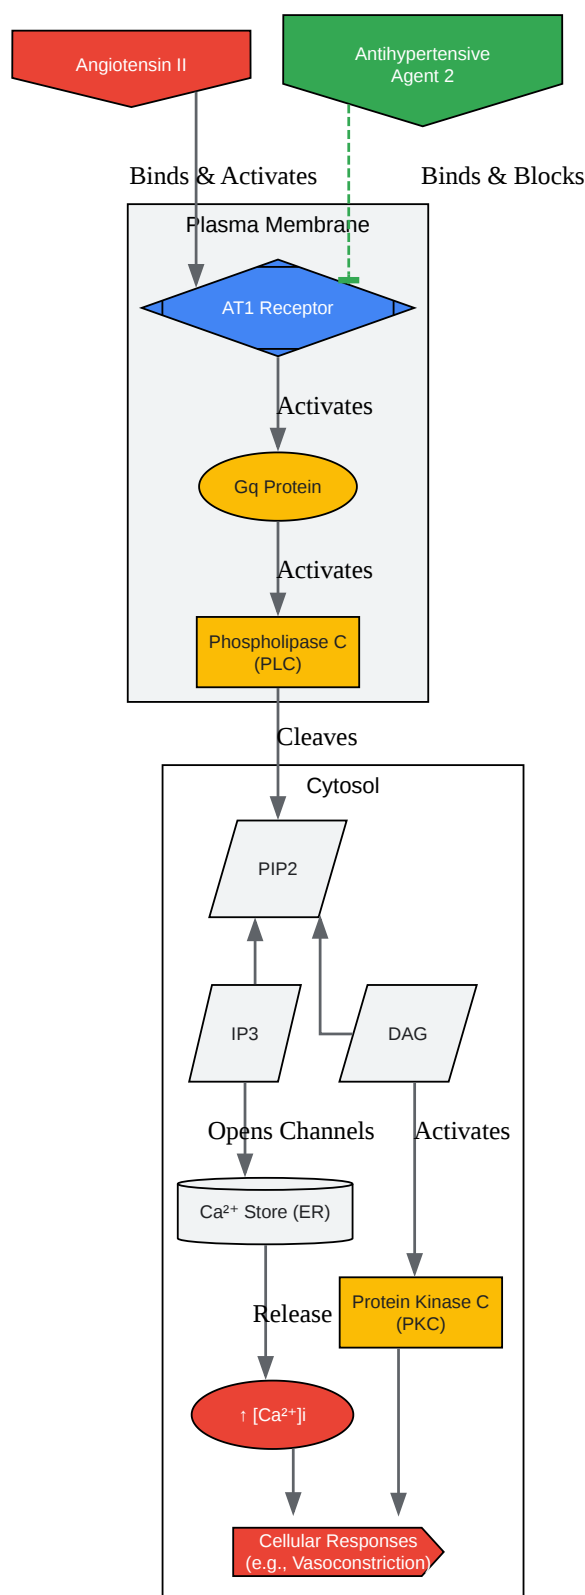 Angiotensin II
Antihypertensive
Agent 2
Binds & Activates
Binds & Blocks
Plasma Membrane
AT1 Receptor
Activates
Gq Protein
Activates
Phospholipase C
(PLC)
Cleaves
Cytosol
PIP2
IP3
DAG
Opens Channels
Activates
Ca²⁺ Store (ER)
Release
Protein Kinase C
(PKC)
↑ [Ca²⁺]i
Cellular Responses
(e.g., Vasoconstriction)